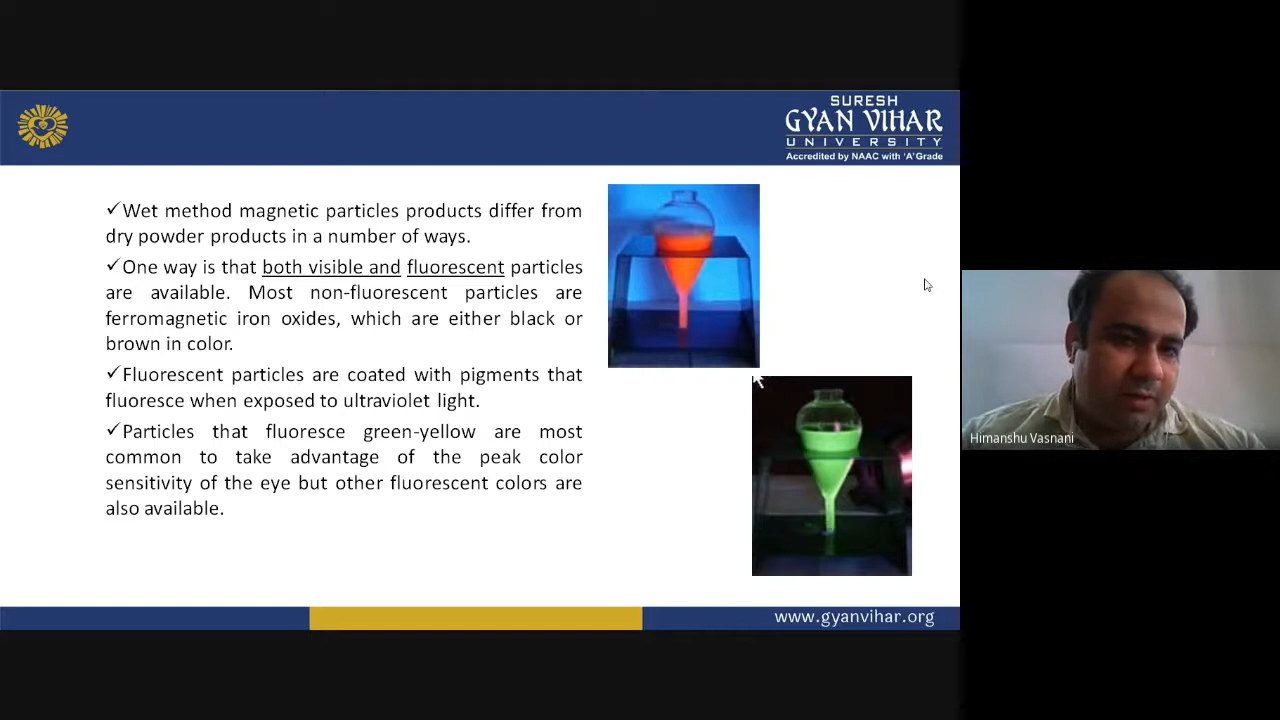 SURESH
GYAN VIHAR
UNIVERSITY
Accredited by NAAC with 'A' Grade
✓Wet method magnetic particles products differ from
dry powder products in a number of ways.
✓One way is that both visible and fluorescent particles
are available. Most non-fluorescent particles are
ferromagnetic iron oxides, which are either black or
brown in color.
✓Fluorescent particles are coated with pigments that
fluoresce when exposed to ultraviolet light.
✓Particles that fluoresce green-yellow are most
common to take advantage of the peak color
sensitivity of the eye but other fluorescent colors are
also available.
Himanshu Vasnani
www.gyanvihar.org